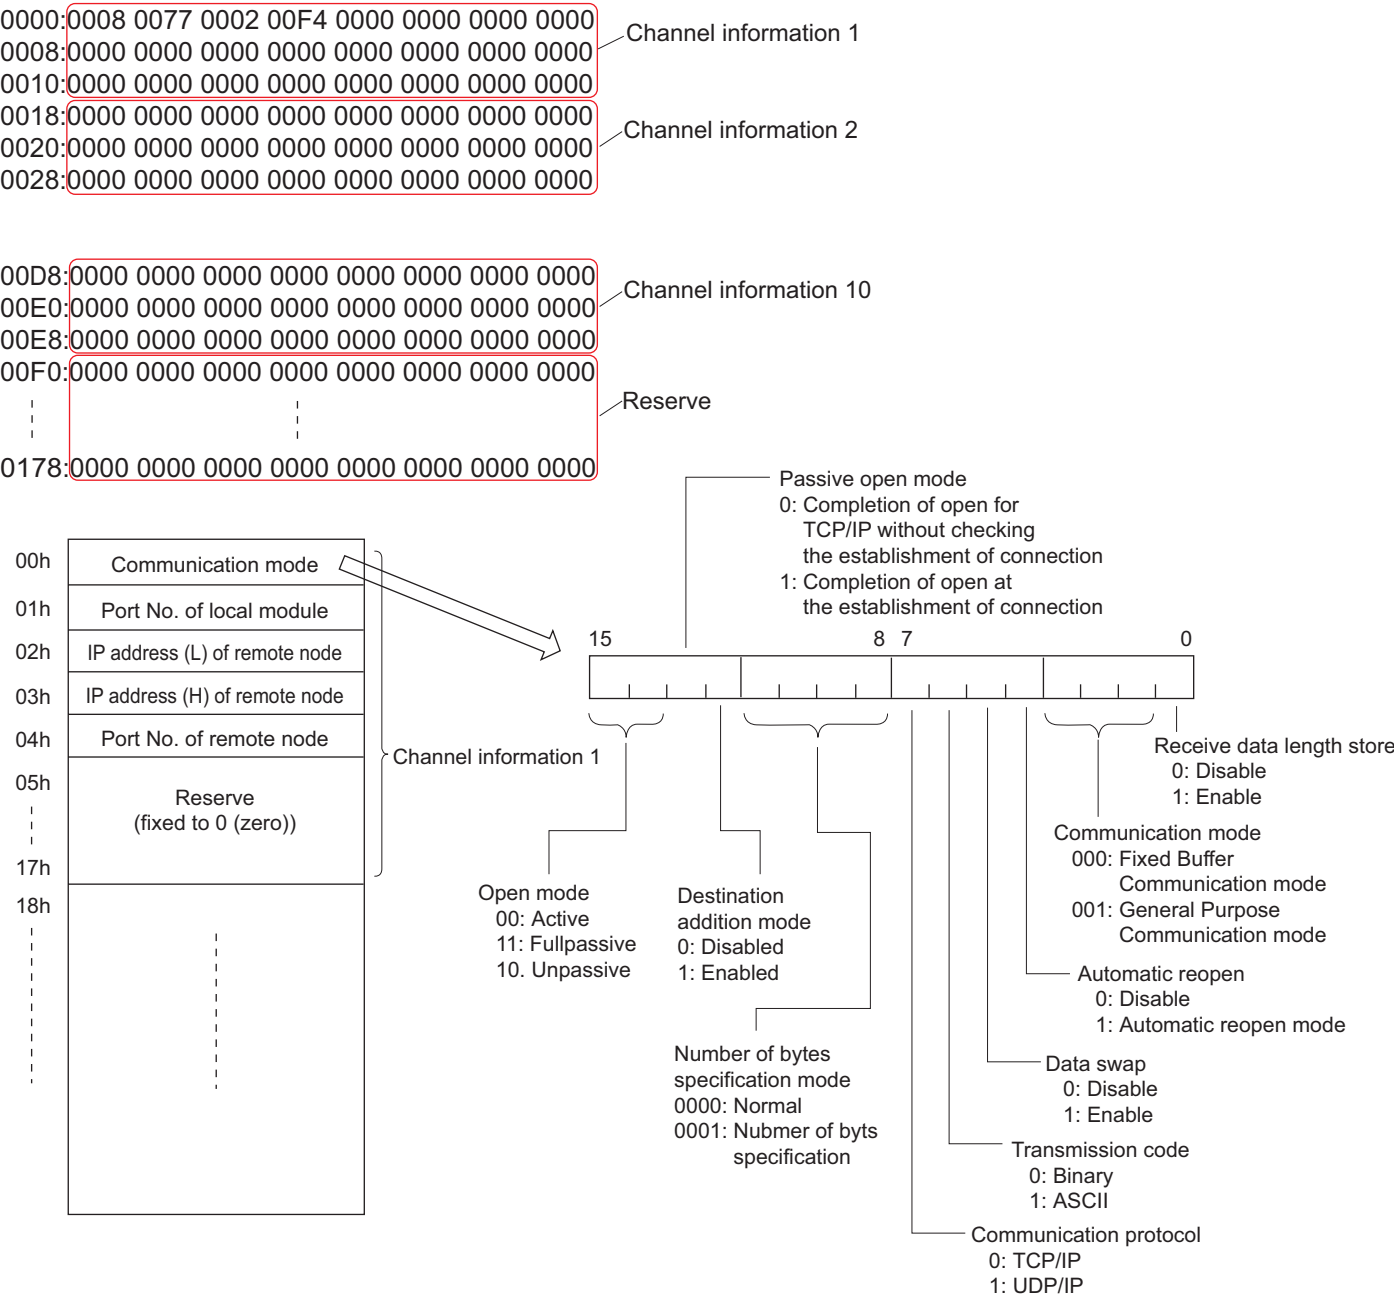 0000:0008 0077 0002 00F4 0000 0000 0000 0000
0008:0000 0000 0000 0000 0000 0000 0000 0000
0010:0000 0000 0000 0000 0000 0000 0000 0000
Channel information 1
0018:0000 0000 0000 0000 0000 0000 0000 0000
0020:0000 0000 0000 0000 0000 0000 0000 0000
0028:0000 0000 0000 0000 0000 0000 0000 0000
Channel information 2
00D8:0000 0000 0000 0000 0000 0000 0000 0000
00E0:0000 0000 0000 0000 0000 0000 0000 0000
00E8:0000 0000 0000 0000 0000 0000 0000 0000
Channel information 10
00F0:0000 0000 0000 0000 0000 0000 0000 0000
Reserve
0178:0000 0000 0000 0000 0000 0000 0000 0000
00h
Communication mode
01h
Port No. of local module
02h
IP address (L) of remote node
03h
IP address (H) of remote node
04h
Port No. of remote node
05h
Reserve
(fixed to 0 (zero))
17h
18h
Channel information 1
Passive open mode
0: Completion of open for
TCP/IP without checking
the establishment of connection
1: Completion of open at
the establishment of connection
15
8 7
0
Open mode
00: Active
11: Fullpassive
10. Unpassive
Destination
addition mode
0: Disabled
1: Enabled
Number of bytes
specification mode
0000: Normal
0001: Nubmer of byts
specification
Receive data length store
0: Disable
1: Enable
Communication mode
000: Fixed Buffer
Communication mode
001: General Purpose
Communication mode
Automatic reopen
0: Disable
1: Automatic reopen mode
Data swap
0: Disable
1: Enable
Transmission code
0: Binary
1: ASCII
Communication protocol
0: TCP/IP
1: UDP/IP